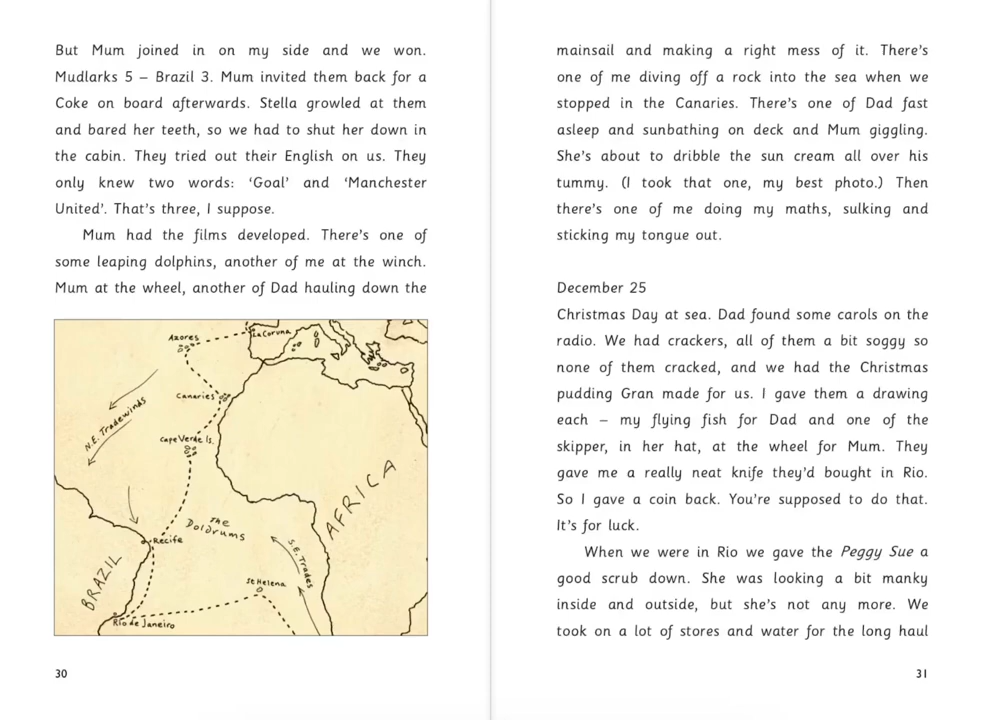 But Mum joined in on my side and we won.
Mudlarks 5 – Brazil 3. Mum invited them back for a
Coke on board afterwards. Stella growled at them
and bared her teeth, so we had to shut her down in
the cabin. They tried out their English on us. They
only knew two words: ‘Goal’ and ‘Manchester
United’. That’s three, I suppose.
Mum had the films developed. There’s one of
some leaping dolphins, another of me at the winch.
Mum at the wheel, another of Dad hauling down the
Azores
La Coruna
Canaries
N.E. Tradewinds
Cape Verde Is.
AFRICA
The
Doldrums
Recife
S.E. Trades
BRAZIL
St Helena
Rio de Janeiro
30
mainsail and making a right mess of it. There’s
one of me diving off a rock into the sea when we
stopped in the Canaries. There’s one of Dad fast
asleep and sunbathing on deck and Mum giggling.
She’s about to dribble the sun cream all over his
tummy. (I took that one, my best photo.) Then
there’s one of me doing my maths, sulking and
sticking my tongue out.
December 25
Christmas Day at sea. Dad found some carols on the
radio. We had crackers, all of them a bit soggy so
none of them cracked, and we had the Christmas
pudding Gran made for us. I gave them a drawing
each – my flying fish for Dad and one of the
skipper, in her hat, at the wheel for Mum. They
gave me a really neat knife they’d bought in Rio.
So I gave a coin back. You’re supposed to do that.
It’s for luck.
When we were in Rio we gave the Peggy Sue a
good scrub down. She was looking a bit manky
inside and outside, but she’s not any more. We
took on a lot of stores and water for the long haul
31